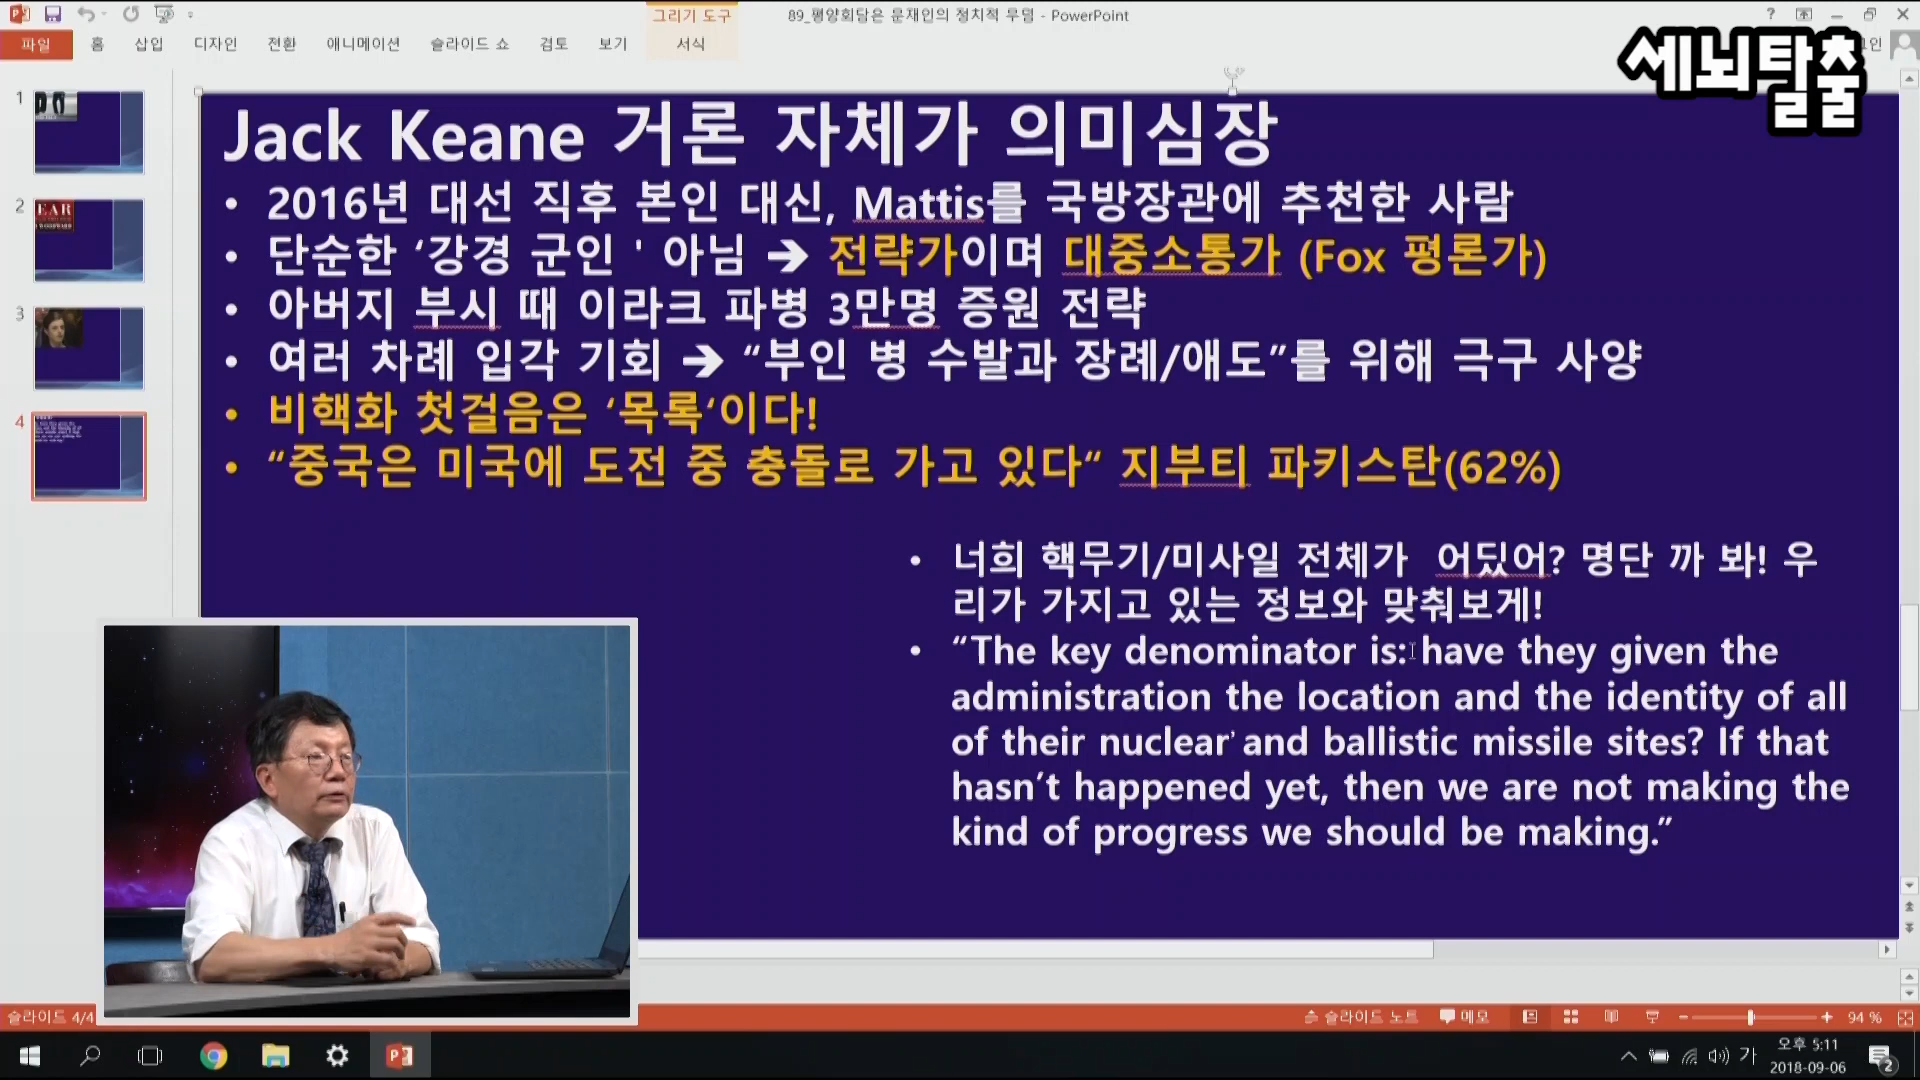 그리기 도구
89_평양회담은 문재인의 정치적 무덤 - PowerPoint
파일 홈 삽입 디자인 전환 애니메이션 슬라이드 쇼 검토 보기 서식
세뇌탈출
1
2
EAR
3
4
Jack Keane 거론 자체가 의미심장
• 2016년 대선 직후 본인 대신, Mattis를 국방장관에 추천한 사람
• 단순한 ‘강경 군인 ' 아님 ➔ 전략가이며 대중소통가 (Fox 평론가)
• 아버지 부시 때 이라크 파병 3만명 증원 전략
• 여러 차례 입각 기회 ➔ “부인 병 수발과 장례/애도”를 위해 극구 사양
• 비핵화 첫걸음은 ‘목록‘이다!
• “중국은 미국에 도전 중 충돌로 가고 있다“ 지부티 파키스탄(62%)
• 너희 핵무기/미사일 전체가 어딨어? 명단 까 봐! 우
리가 가지고 있는 정보와 맞춰보게!
• “The key denominator is: have they given the
administration the location and the identity of all
of their nuclear’ and ballistic missile sites? If that
hasn’t happened yet, then we are not making the
kind of progress we should be making.”
슬라이드 4/4
슬라이드 노트 메모 94 %
가
오후 5:11
2018-09-06
2